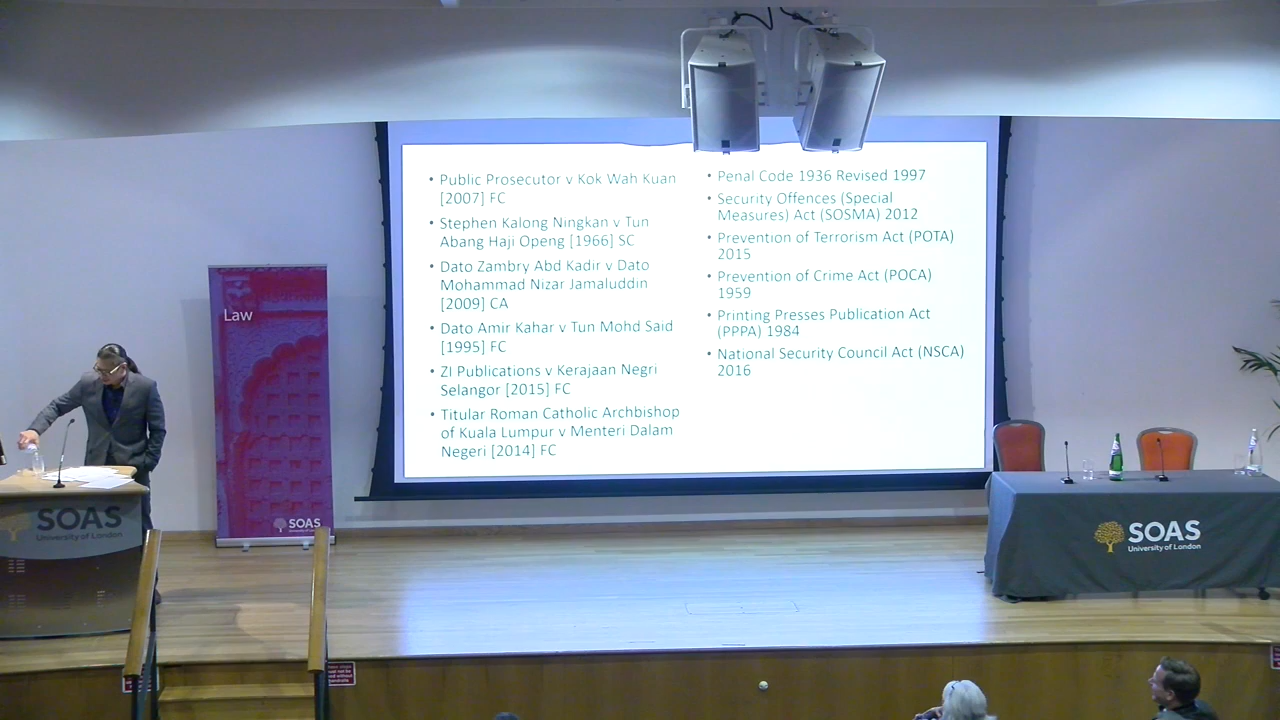 • Public Prosecutor v Kok Wah Kuan
[2007] FC
• Stephen Kalong Ningkan v Tun
Abang Haji Openg [1966] SC
• Dato Zambry Abd Kadir v Dato
Mohammad Nizar Jamaluddin
[2009] CA
• Dato Amir Kahar v Tun Mohd Said
[1995] FC
• ZI Publications v Kerajaan Negri
Selangor [2015] FC
• Titular Roman Catholic Archbishop
of Kuala Lumpur v Menteri Dalam
Negeri [2014] FC
• Penal Code 1936 Revised 1997
• Security Offences (Special
Measures) Act (SOSMA) 2012
• Prevention of Terrorism Act (POTA)
2015
• Prevention of Crime Act (POCA)
1959
• Printing Presses Publication Act
(PPPA) 1984
• National Security Council Act (NSCA)
2016
Law
SOAS
University of London
SOAS
University of London
SOAS
University of London